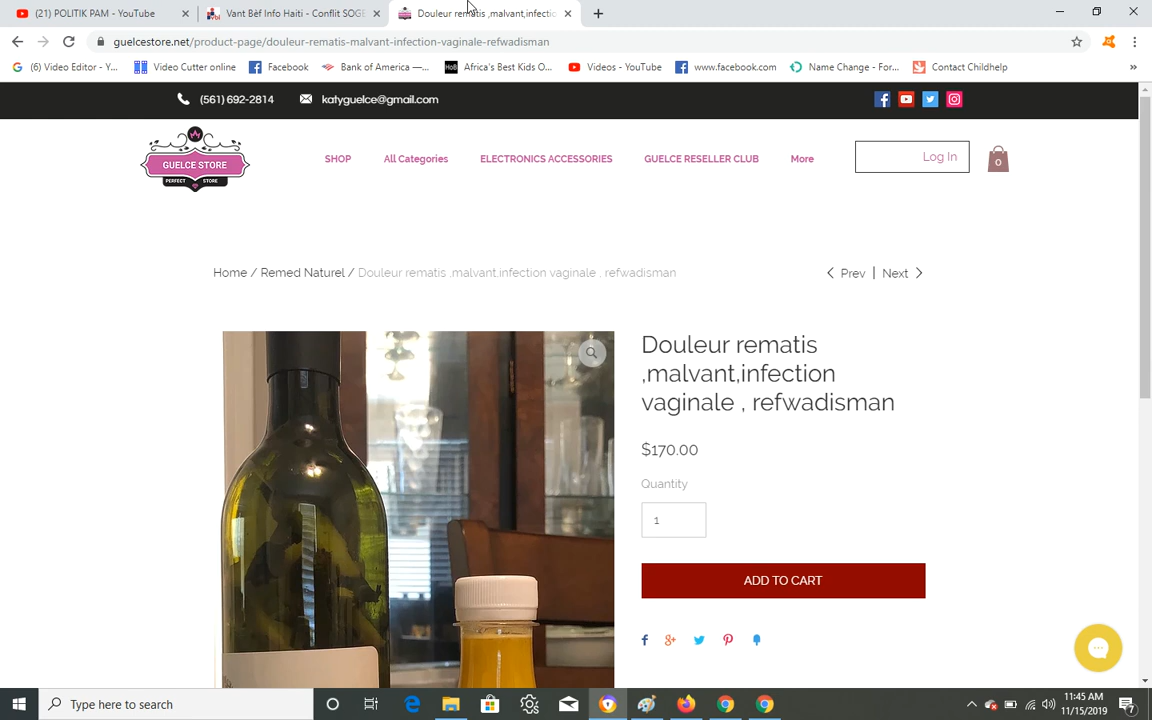 (21) POLITIK PAM - YouTube
Vant Bèf Info Haiti - Conflit SOGE
Douleur rematis ,malvant,infectio
guelcestore.net/product-page/douleur-rematis-malvant-infection-vaginale-refwadisman
(6) Video Editor - Y...
Video Cutter online
Facebook
Bank of America —...
HoB
Africa's Best Kids O...
Videos - YouTube
www.facebook.com
Name Change - For...
Contact Childhelp
»
(561) 692-2814
katyguelce@gmail.com
GUELCE STORE
PERFECT STORE
SHOP
All Categories
ELECTRONICS ACCESSORIES
GUELCE RESELLER CLUB
More
Log In
0
Home / Remed Naturel / Douleur rematis ,malvant,infection vaginale , refwadisman
Prev | Next
Douleur rematis
,malvant,infection
vaginale , refwadisman
$170.00
Quantity
1
ADD TO CART
Type here to search
11:45 AM
11/15/2019
7